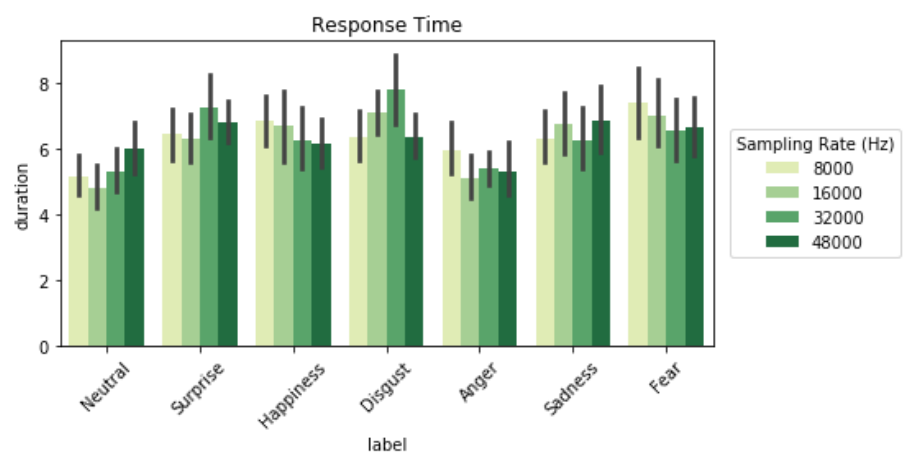 Response Time
duration
8
6
4
2
0
Neutral
Surprise
Happiness
Disgust
Anger
Sadness
Fear
label
Sampling Rate (Hz)
8000
16000
32000
48000